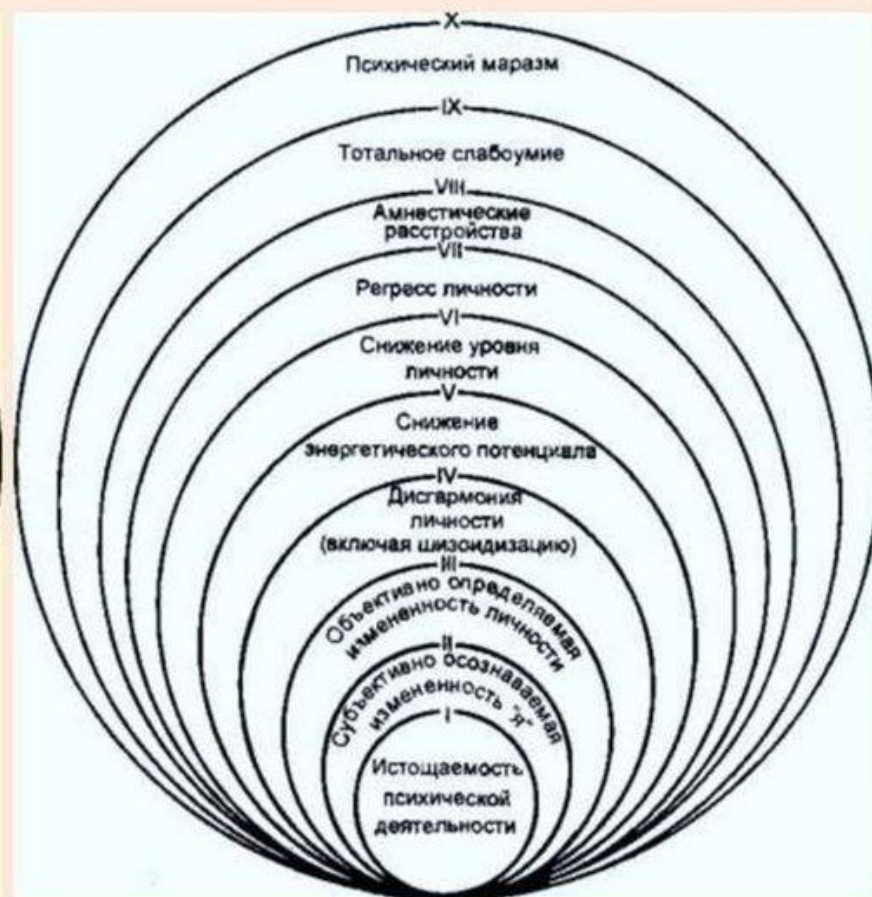 X
Психический маразм
IX
Тотальное слабоумие
VIII
Амнестические
расстройства
VII
Регресс личности
VI
Снижение уровня
личности
V
Снижение
энергетического потенциала
IV
Дисгармония
личности
(включая шизоидизацию)
III
Объективно определяемая
измененность личности
II
Субъективно осознаваемая
измененность "я"
I
Истощаемость
психической
деятельности